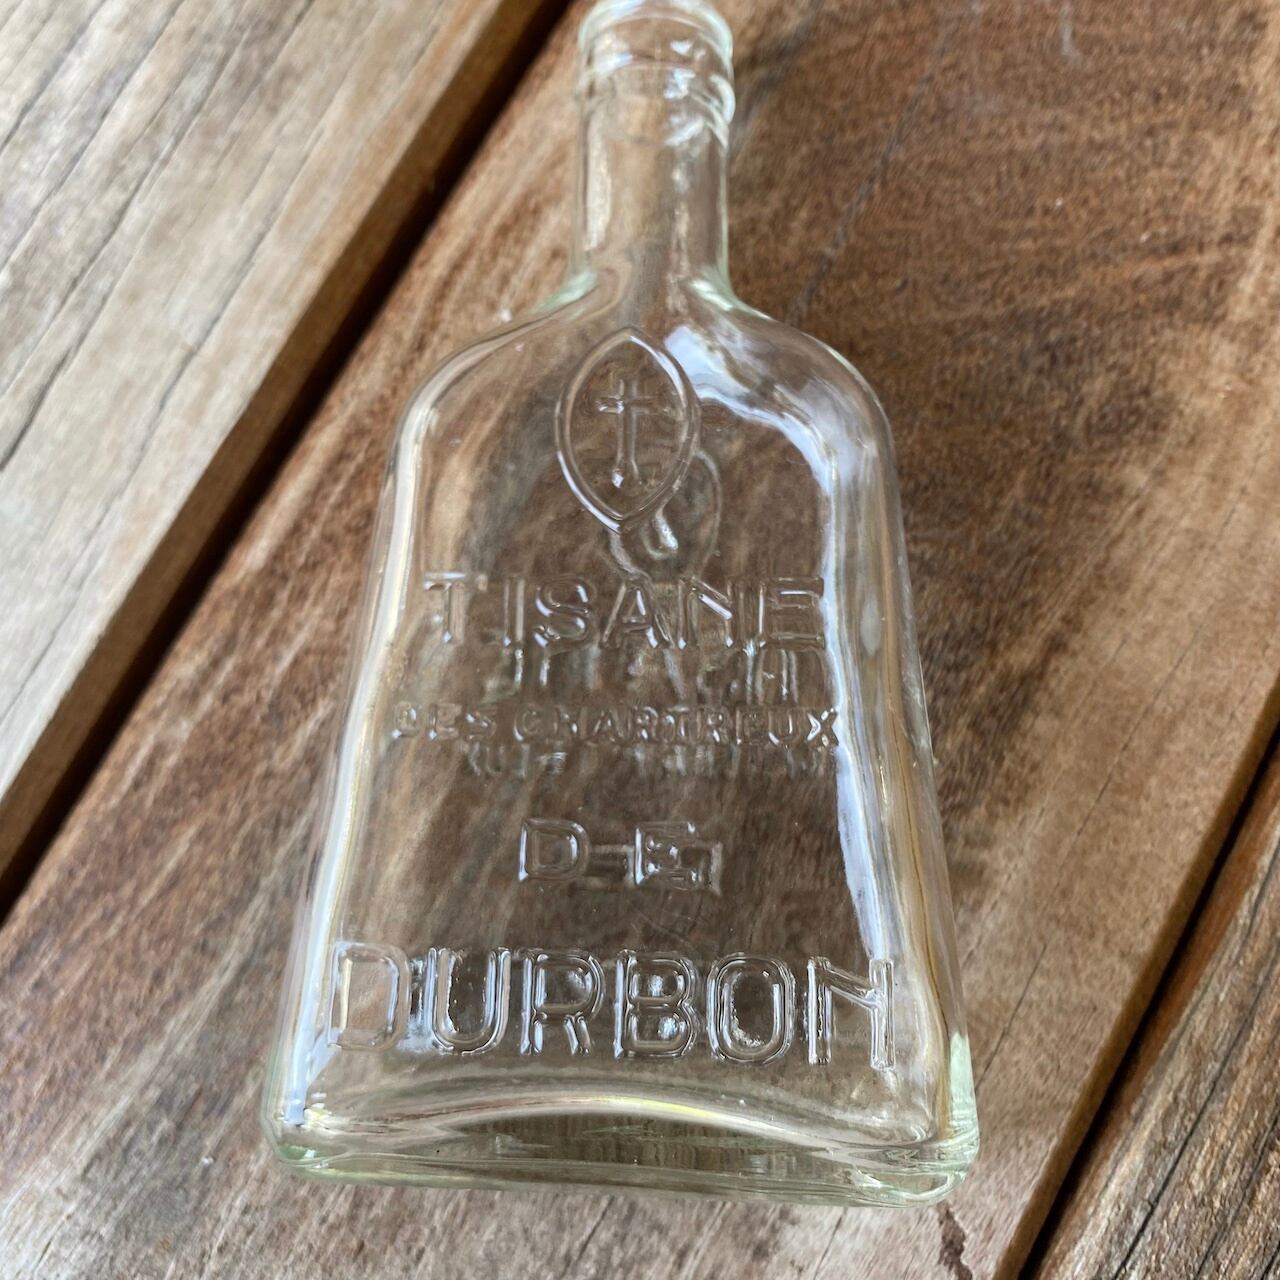 TISANE
DES CHARTREUX
DE
DURBON